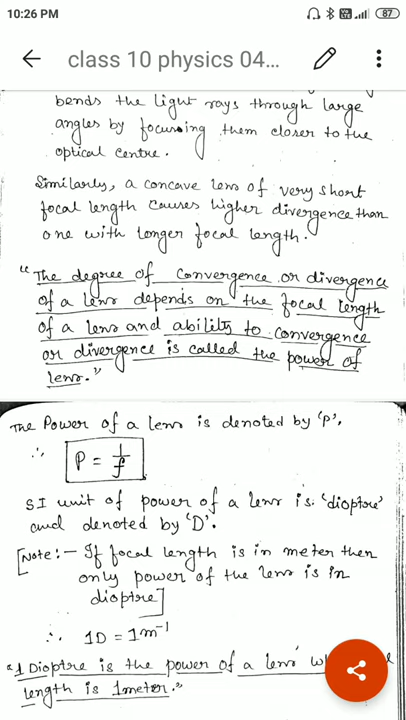 10:26 PM
87
class 10 physics 04...
bends the light rays through large
angles by focusing them closer to the
optical centre.
Similarly, a concave lens of very short
focal length causes higher divergence than
one with longer focal length.
"The degree of convergence or divergence
of a lens depends on the focal length
of a lens and ability to convergence
or divergence is called the power of
lens."
The Power of a lens is denoted by 'P'.
∴ P = 1/f
SI unit of power of a lens is 'dioptre'
and denoted by 'D'.
[Note:- If focal length is in meter then
only power of the lens is in
dioptre]
∴ 1D = 1m⁻¹
"1 Dioptre is the power of a lens
length is 1 meter."